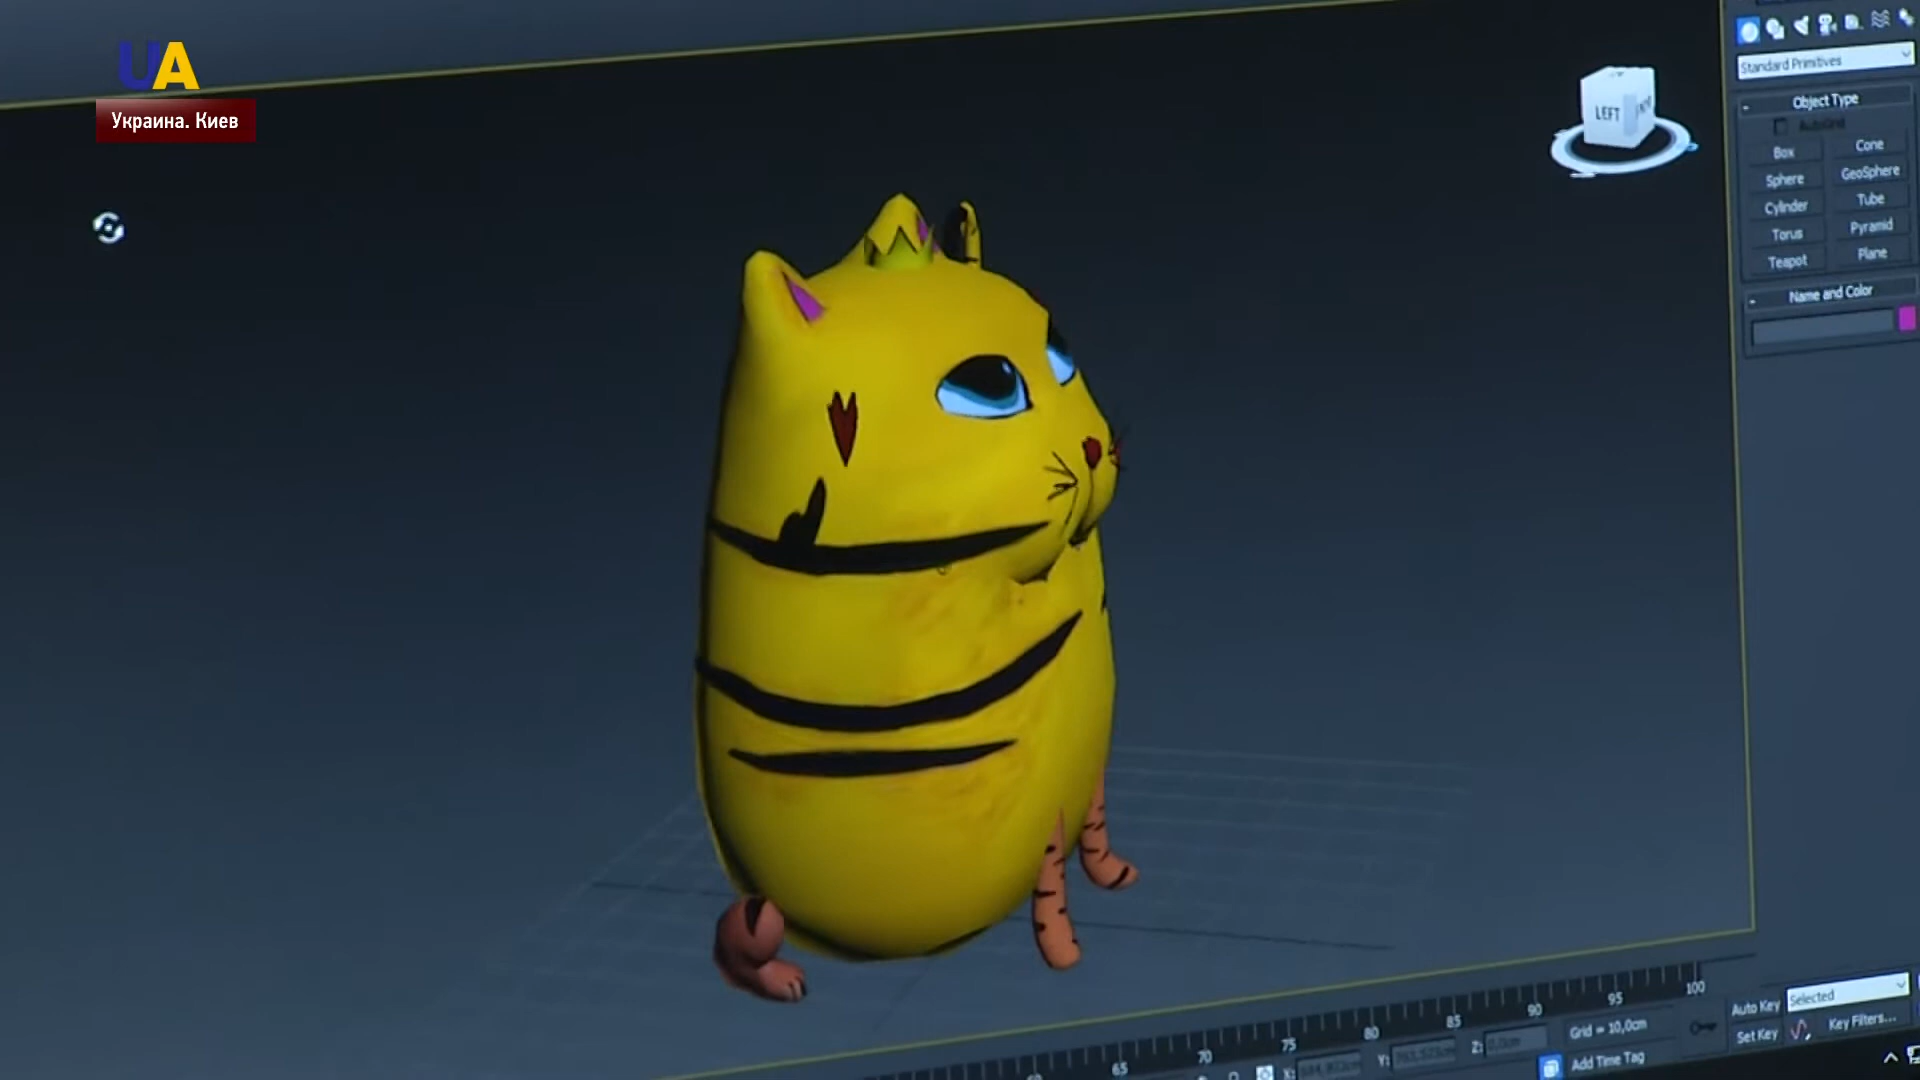 UA
Украина. Киев
LEFT
Standard Primitives
Object Type
AutoGrid
Box
Cone
Sphere
GeoSphere
Cylinder
Tube
Torus
Pyramid
Teapot
Plane
Name and Color
65
70
75
80
85
90
95
100
Auto Key
Selected
Set Key
Key Filters...
X:
Y:
Z:
Grid = 10,0cm
Add Time Tag